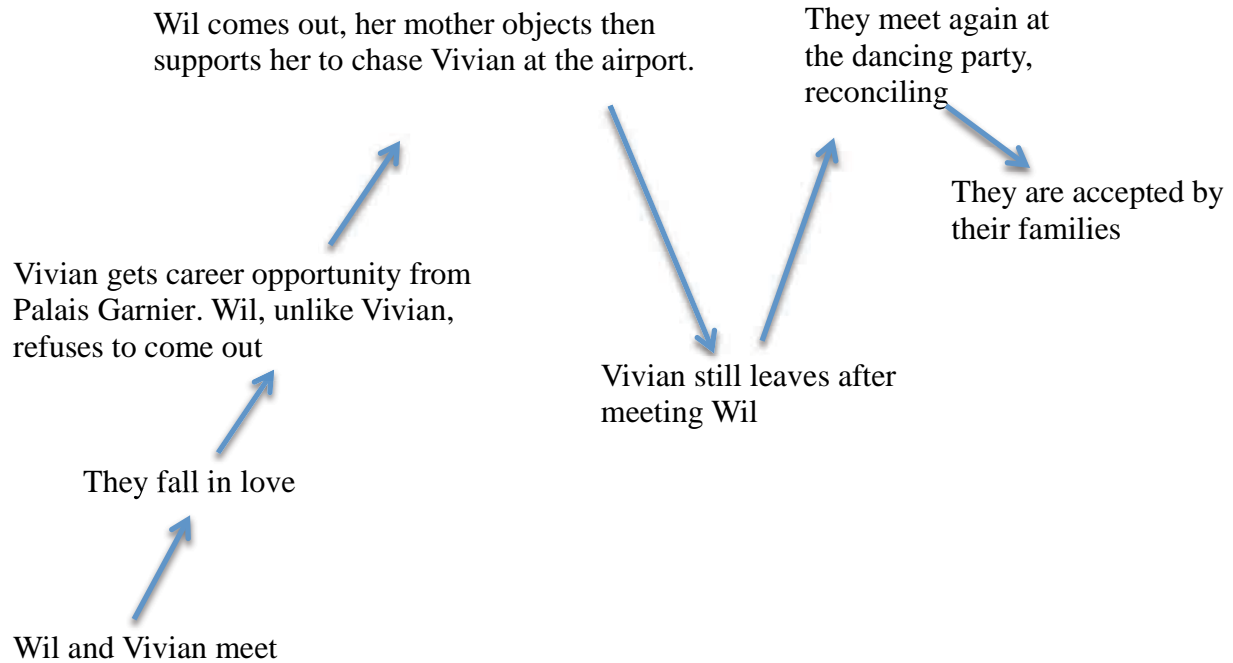 Wil comes out, her mother objects then
supports her to chase Vivian at the airport.
They meet again at
the dancing party,
reconciling
They are accepted by
their families
Vivian gets career opportunity from
Palais Garnier. Wil, unlike Vivian,
refuses to come out
Vivian still leaves after
meeting Wil
They fall in love
Wil and Vivian meet